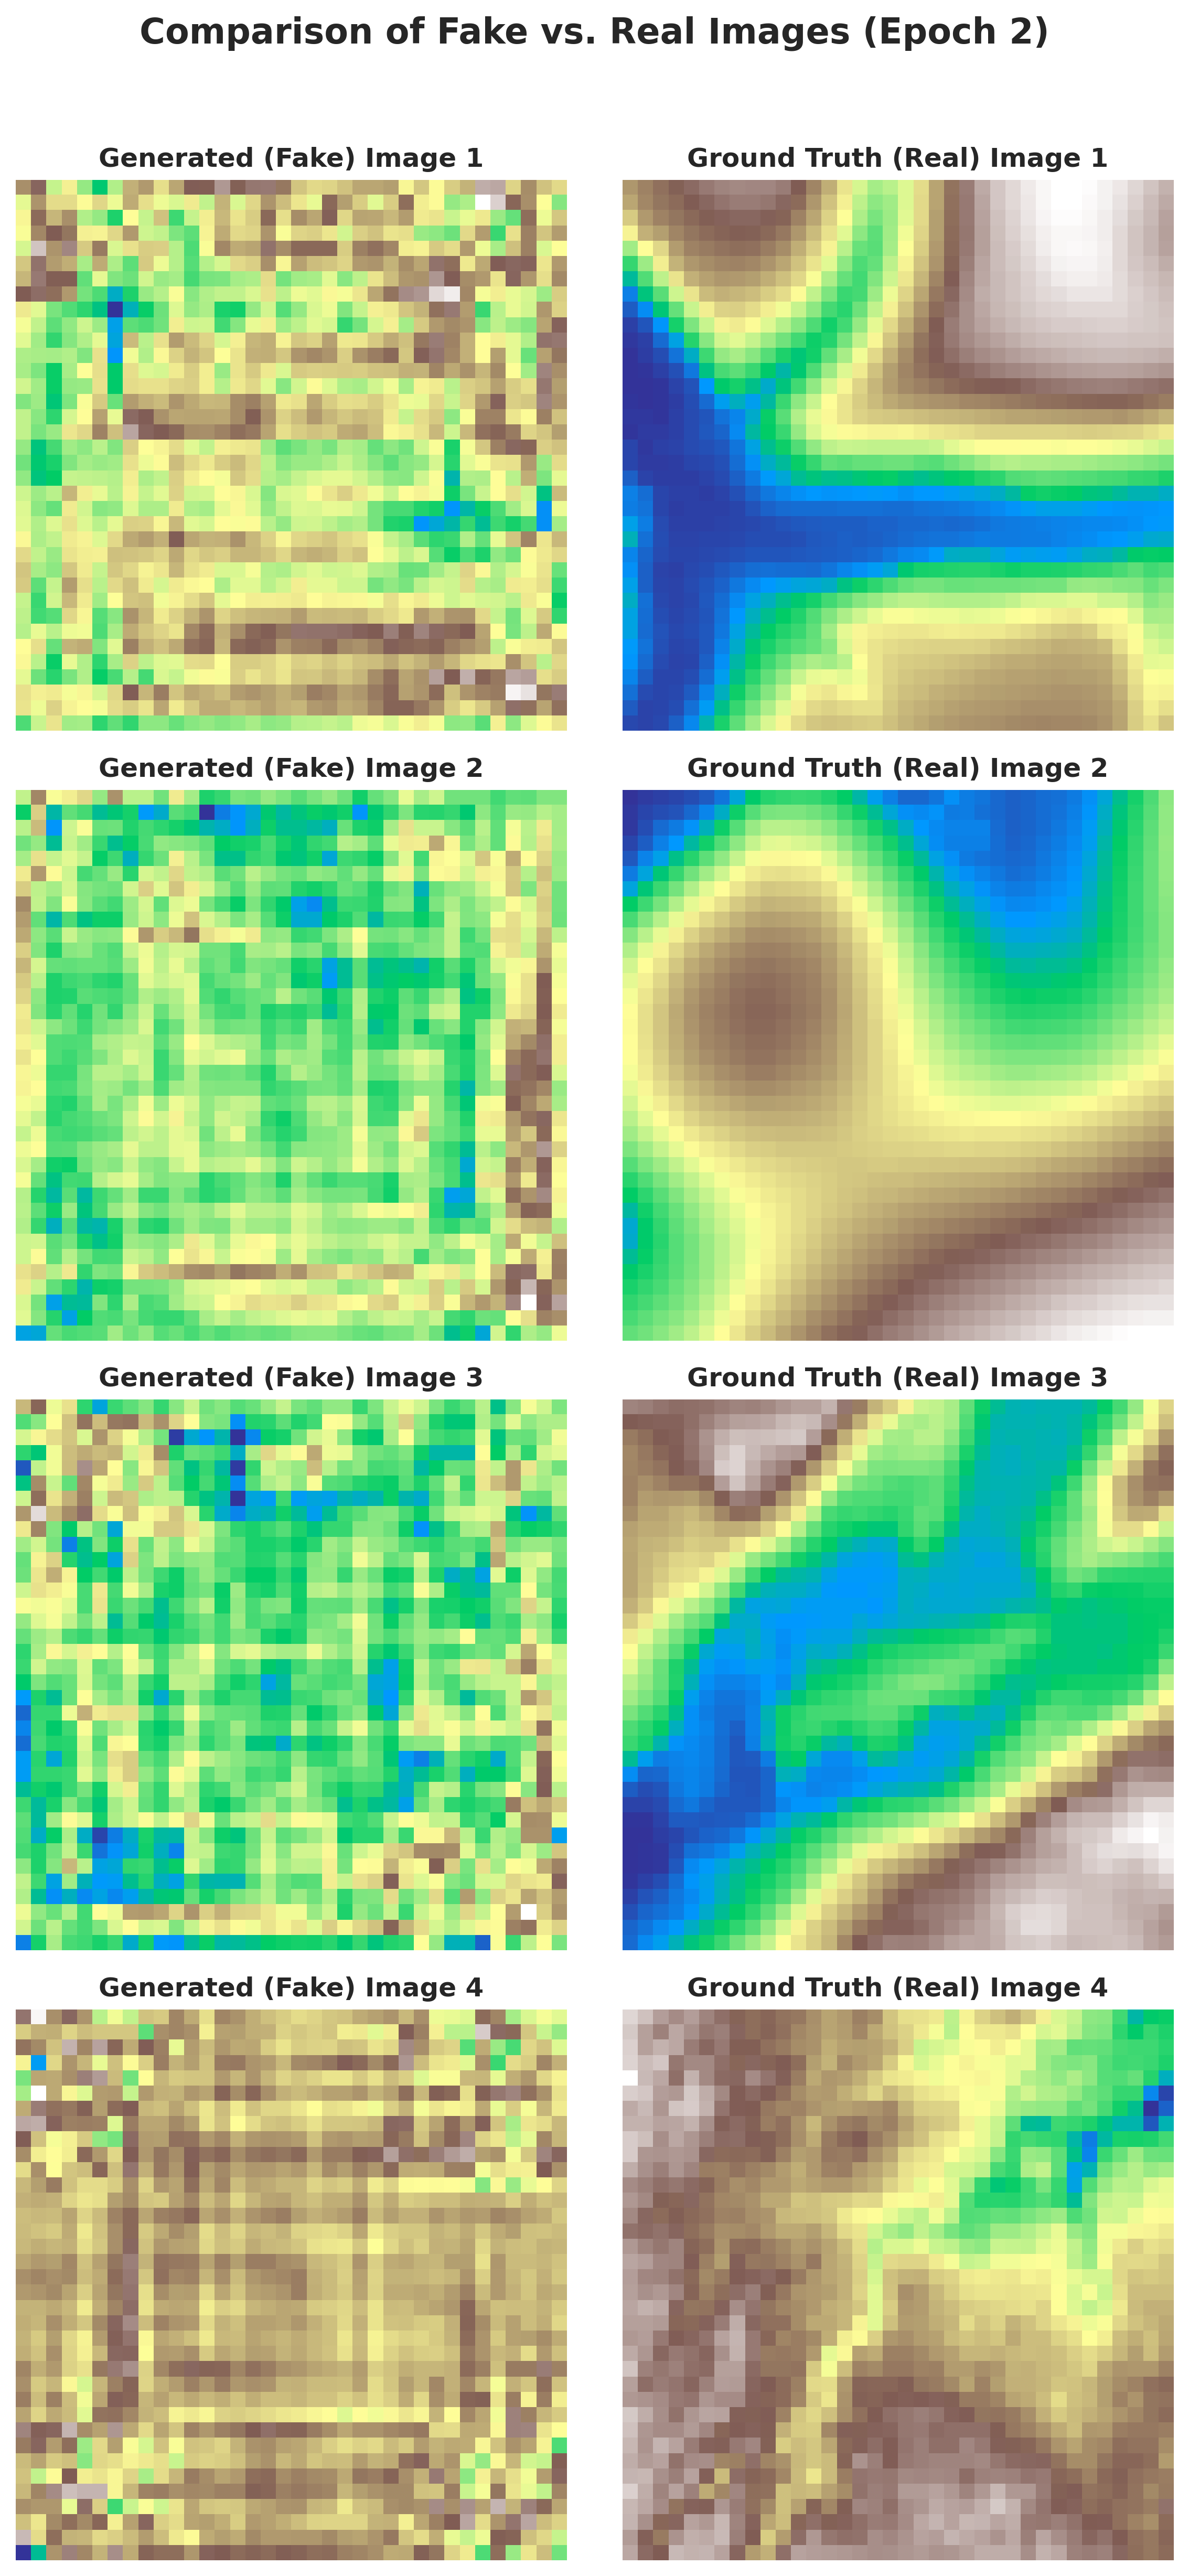 Comparison of Fake vs. Real Images (Epoch 2)
Generated (Fake) Image 1
Ground Truth (Real) Image 1
Generated (Fake) Image 2
Ground Truth (Real) Image 2
Generated (Fake) Image 3
Ground Truth (Real) Image 3
Generated (Fake) Image 4
Ground Truth (Real) Image 4